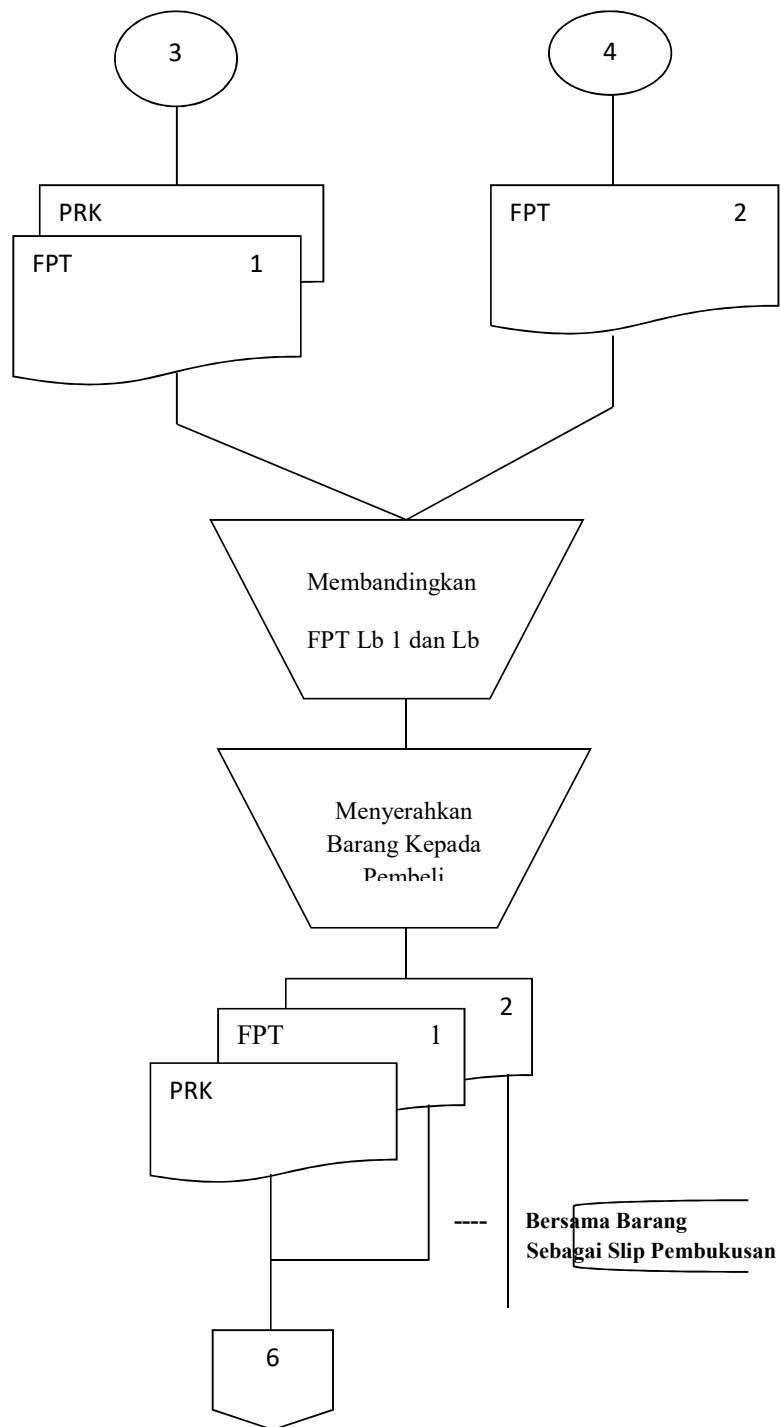 3
4
PRK
FPT 1
FPT 2
Membandingkan
FPT Lb 1 dan Lb
Menyerahkan
Barang Kepada
Pembeli
2
FPT 1
PRK
---- Bersama Barang
Sebagai Slip Pembukusan
6